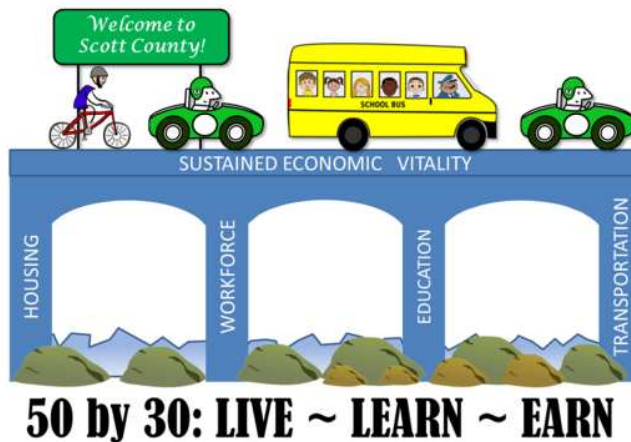 Welcome to
Scott County!
SCHOOL BUS
SUSTAINED ECONOMIC VITALITY
HOUSING
WORKFORCE
EDUCATION
TRANSPORTATION
50 by 30: LIVE ~ LEARN ~ EARN